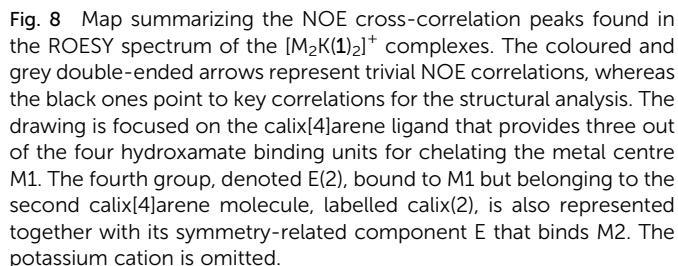 Fig. 8 Map summarizing the NOE cross-correlation peaks found in
the ROESY spectrum of the [M₂K(1)₂]⁺ complexes. The coloured and
grey double-ended arrows represent trivial NOE correlations, whereas
the black ones point to key correlations for the structural analysis. The
drawing is focused on the calix[4]arene ligand that provides three out
of the four hydroxamate binding units for chelating the metal centre
M1. The fourth group, denoted E(2), bound to M1 but belonging to the
second calix[4]arene molecule, labelled calix(2), is also represented
together with its symmetry-related component E that binds M2. The
potassium cation is omitted.